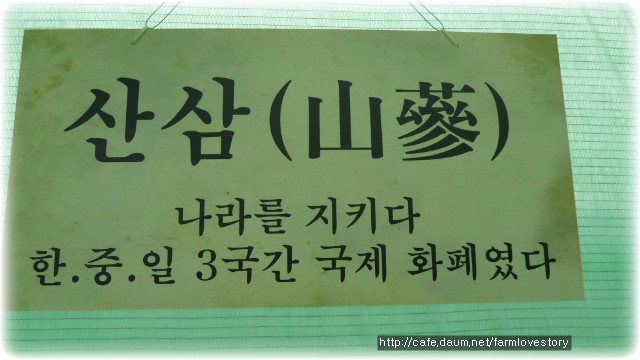 산삼(山蔘)
나라를 지키다
한.중.일 3국간 국제 화폐였다
http://cafe.daum.net/farmlovestory